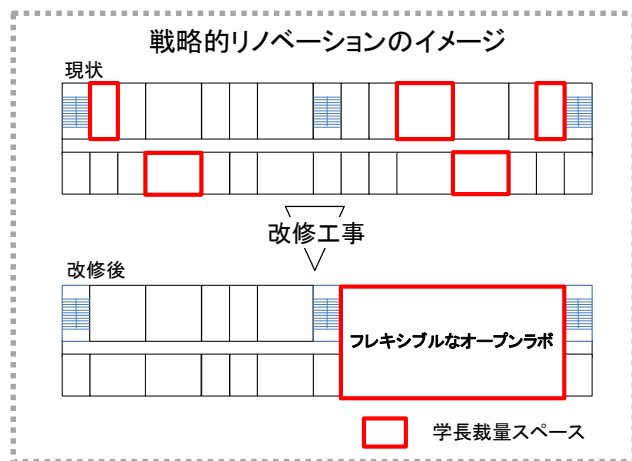 戦略的リノベーションのイメージ
現状
改修工事
改修後
フレキシブルなオープンラボ
学長裁量スペース